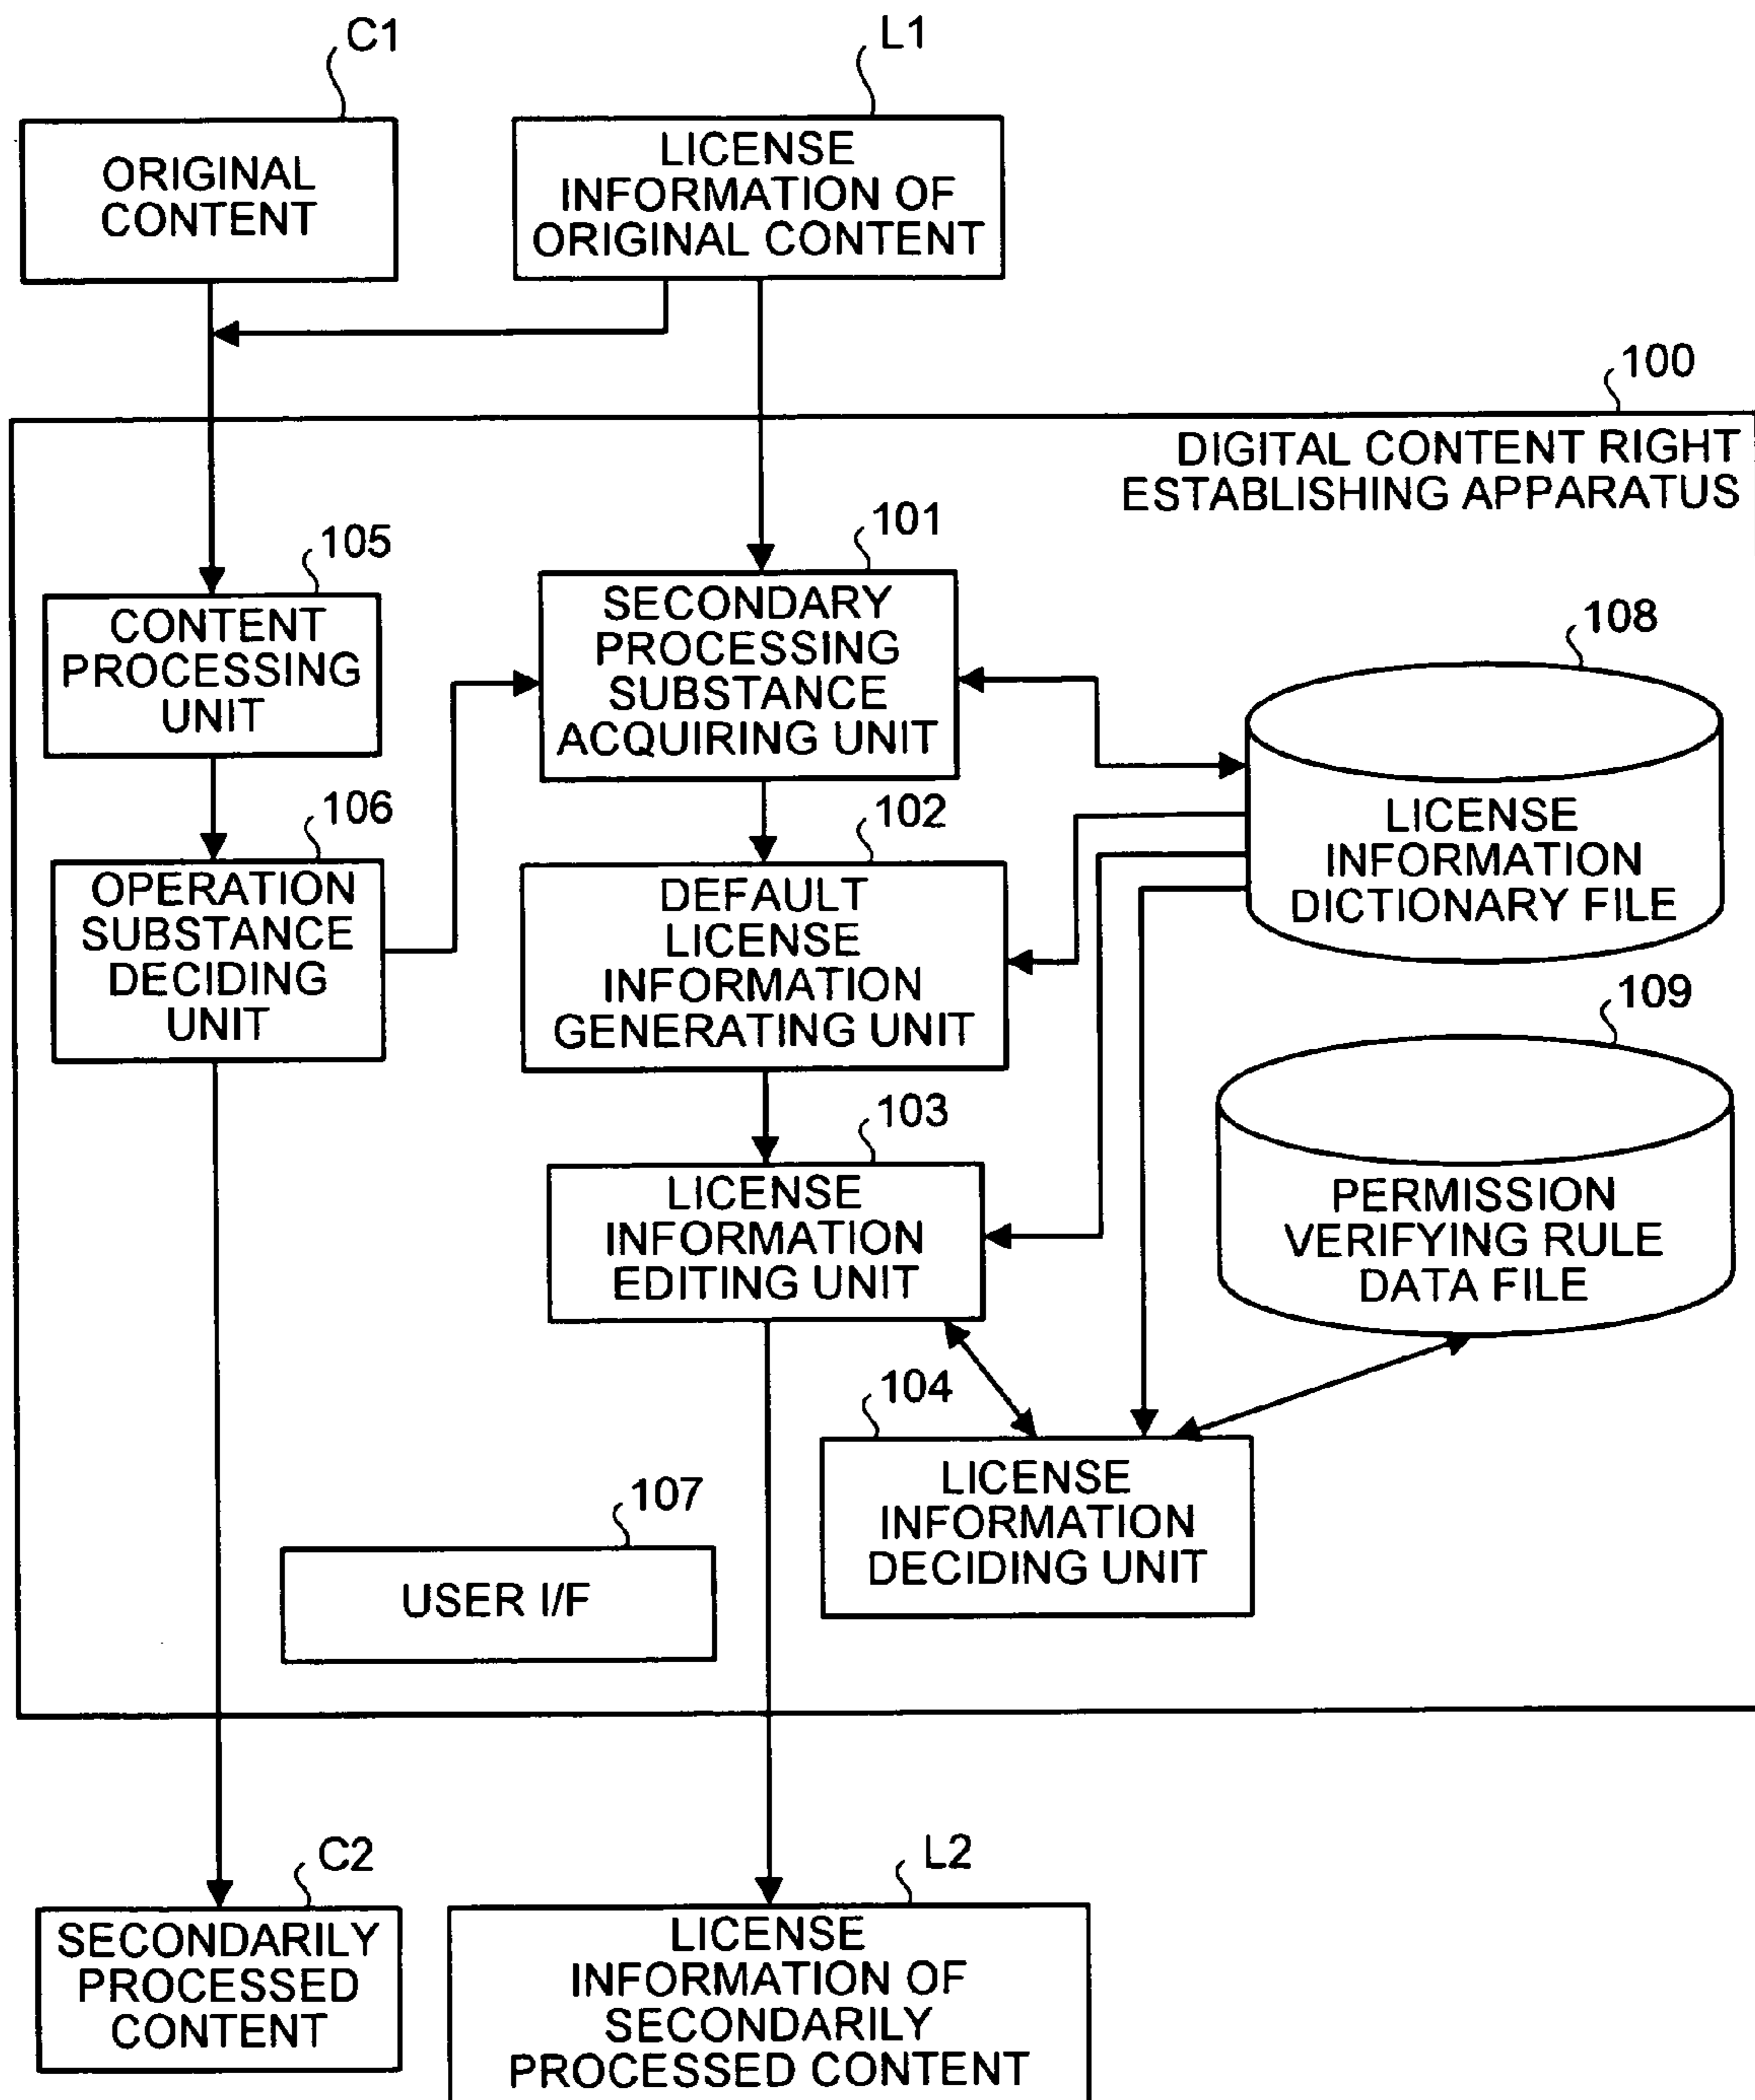 C1
L1
ORIGINAL
CONTENT
LICENSE
INFORMATION OF
ORIGINAL CONTENT
100
DIGITAL CONTENT RIGHT
ESTABLISHING APPARATUS
105
CONTENT
PROCESSING
UNIT
101
SECONDARY
PROCESSING
SUBSTANCE
ACQUIRING UNIT
108
LICENSE
INFORMATION
DICTIONARY FILE
106
OPERATION
SUBSTANCE
DECIDING
UNIT
102
DEFAULT
LICENSE
INFORMATION
GENERATING UNIT
109
PERMISSION
VERIFYING RULE
DATA FILE
103
LICENSE
INFORMATION
EDITING UNIT
104
LICENSE
INFORMATION
DECIDING UNIT
107
USER I/F
C2
SECONDARILY
PROCESSED
CONTENT
L2
LICENSE
INFORMATION OF
SECONDARILY
PROCESSED CONTENT